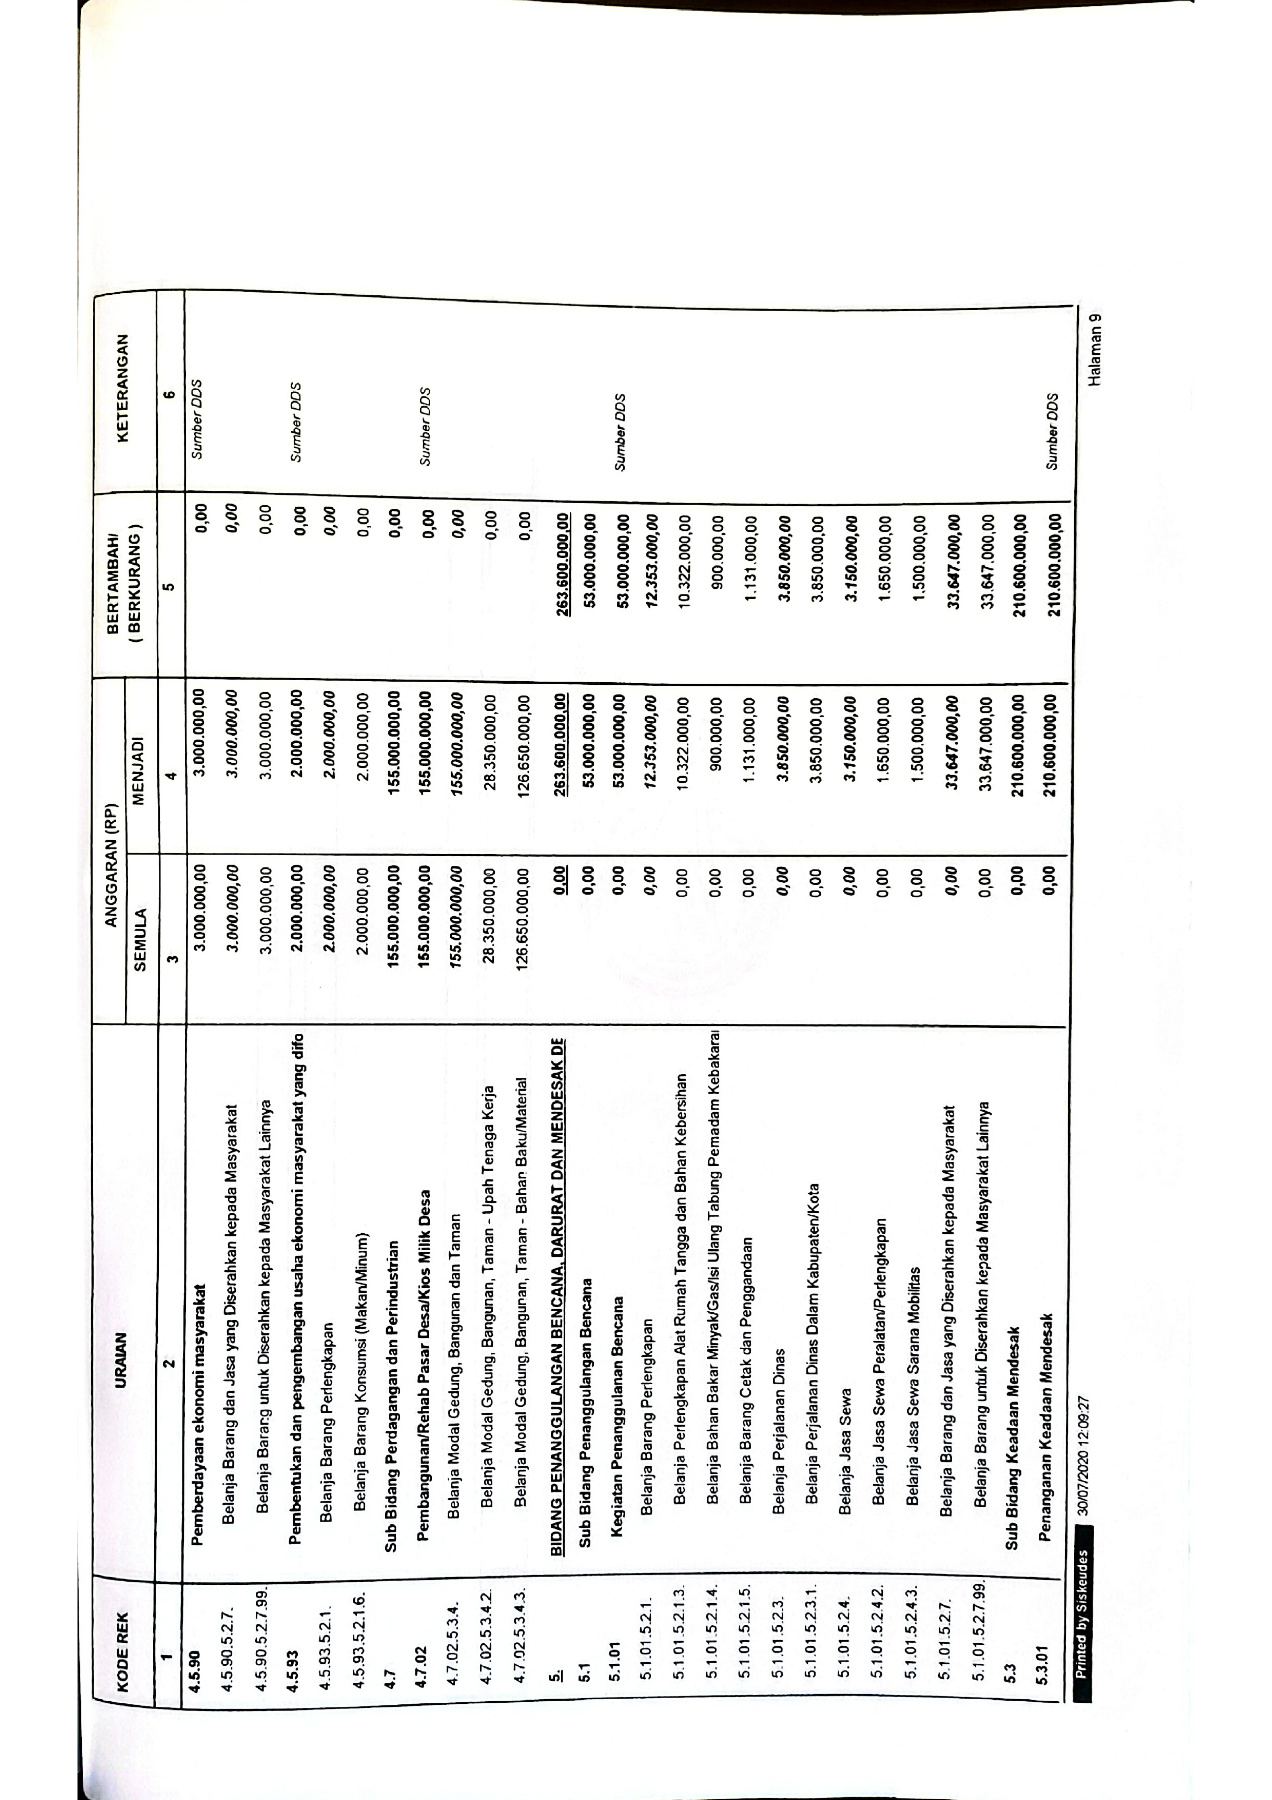 KODE REK URAIAN ANGGARAN (RP) BERTAMBAH/ ( BERKURANG ) KETERANGAN
SEMULA MENJADI
1 2 3 4 5 6
4.5.90 Pemberdayaan ekonomi masyarakat 3.000.000,00 3.000.000,00 0,00 Sumber DDS
4.5.90.5.2.7. Belanja Barang dan Jasa yang Diserahkan kepada Masyarakat 3.000.000,00 3.000.000,00 0,00
4.5.90.5.2.7.99. Belanja Barang untuk Diserahkan kepada Masyarakat Lainnya 3.000.000,00 3.000.000,00 0,00
4.5.93 Pembentukan dan pengembangan usaha ekonomi masyarakat yang difo 2.000.000,00 2.000.000,00 0,00 Sumber DDS
4.5.93.5.2.1. Belanja Barang Perlengkapan 2.000.000,00 2.000.000,00 0,00
4.5.93.5.2.1.6. Belanja Barang Konsumsi (Makan/Minum) 2.000.000,00 2.000.000,00 0,00
4.7 Sub Bidang Perdagangan dan Perindustrian 155.000.000,00 155.000.000,00 0,00
4.7.02 Pembangunan/Rehab Pasar Desa/Kios Milik Desa 155.000.000,00 155.000.000,00 0,00 Sumber DDS
4.7.02.5.3.4. Belanja Modal Gedung, Bangunan dan Taman 155.000.000,00 155.000.000,00 0,00
4.7.02.5.3.4.2. Belanja Modal Gedung, Bangunan, Taman - Upah Tenaga Kerja 28.350.000,00 28.350.000,00 0,00
4.7.02.5.3.4.3. Belanja Modal Gedung, Bangunan, Taman - Bahan Baku/Material 126.650.000,00 126.650.000,00 0,00
5. BIDANG PENANGGULANGAN BENCANA, DARURAT DAN MENDESAK DE 0,00 263.600.000,00 263.600.000,00
5.1 Sub Bidang Penanggulangan Bencana 0,00 53.000.000,00 53.000.000,00
5.1.01 Kegiatan Penanggulanan Bencana 0,00 53.000.000,00 53.000.000,00 Sumber DDS
5.1.01.5.2.1. Belanja Barang Perlengkapan 0,00 12.353.000,00 12.353.000,00
5.1.01.5.2.1.3. Belanja Perlengkapan Alat Rumah Tangga dan Bahan Kebersihan 0,00 10.322.000,00 10.322.000,00
5.1.01.5.2.1.4. Belanja Bahan Bakar Minyak/Gas/Isi Ulang Tabung Pemadam Kebakaral 0,00 900.000,00 900.000,00
5.1.01.5.2.1.5. Belanja Barang Cetak dan Penggandaan 0,00 1.131.000,00 1.131.000,00
5.1.01.5.2.3. Belanja Perjalanan Dinas 0,00 3.850.000,00 3.850.000,00
5.1.01.5.2.3.1. Belanja Perjalanan Dinas Dalam Kabupaten/Kota 0,00 3.850.000,00 3.850.000,00
5.1.01.5.2.4. Belanja Jasa Sewa 0,00 3.150.000,00 3.150.000,00
5.1.01.5.2.4.2. Belanja Jasa Sewa Peralatan/Perlengkapan 0,00 1.650.000,00 1.650.000,00
5.1.01.5.2.4.3. Belanja Jasa Sewa Sarana Mobilitas 0,00 1.500.000,00 1.500.000,00
5.1.01.5.2.7. Belanja Barang dan Jasa yang Diserahkan kepada Masyarakat 0,00 33.647.000,00 33.647.000,00
5.1.01.5.2.7.99. Belanja Barang untuk Diserahkan kepada Masyarakat Lainnya 0,00 33.647.000,00 33.647.000,00
5.3 Sub Bidang Keadaan Mendesak 0,00 210.600.000,00 210.600.000,00
5.3.01 Penanganan Keadaan Mendesak 0,00 210.600.000,00 210.600.000,00 Sumber DDS
Printed by Siskeudes 30/07/2020 12:09:27 Halaman 9